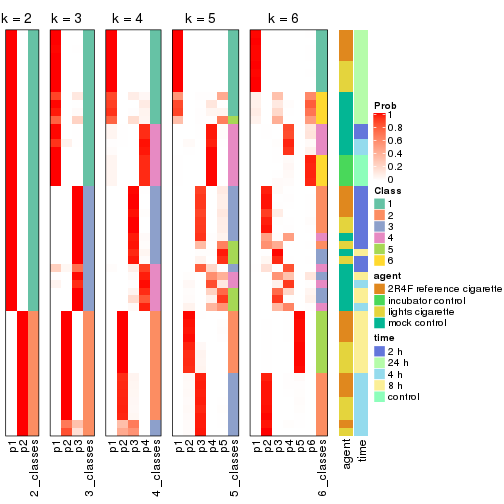 k = 2 k = 3 k = 4 k = 5 k = 6
Prob
1
0.8
0.6
0.4
0.2
0
Class
1
2
3
4
5
6
agent
2R4F reference cigarette
incubator control
lights cigarette
mock control
time
2 h
24 h
4 h
8 h
control
p1 p2 2_classes p1 p2 p3 3_classes p1 p2 p3 p4 4_classes p1 p2 p3 p4 p5 5_classes p1 p2 p3 p4 p5 p6 6_classes agent time